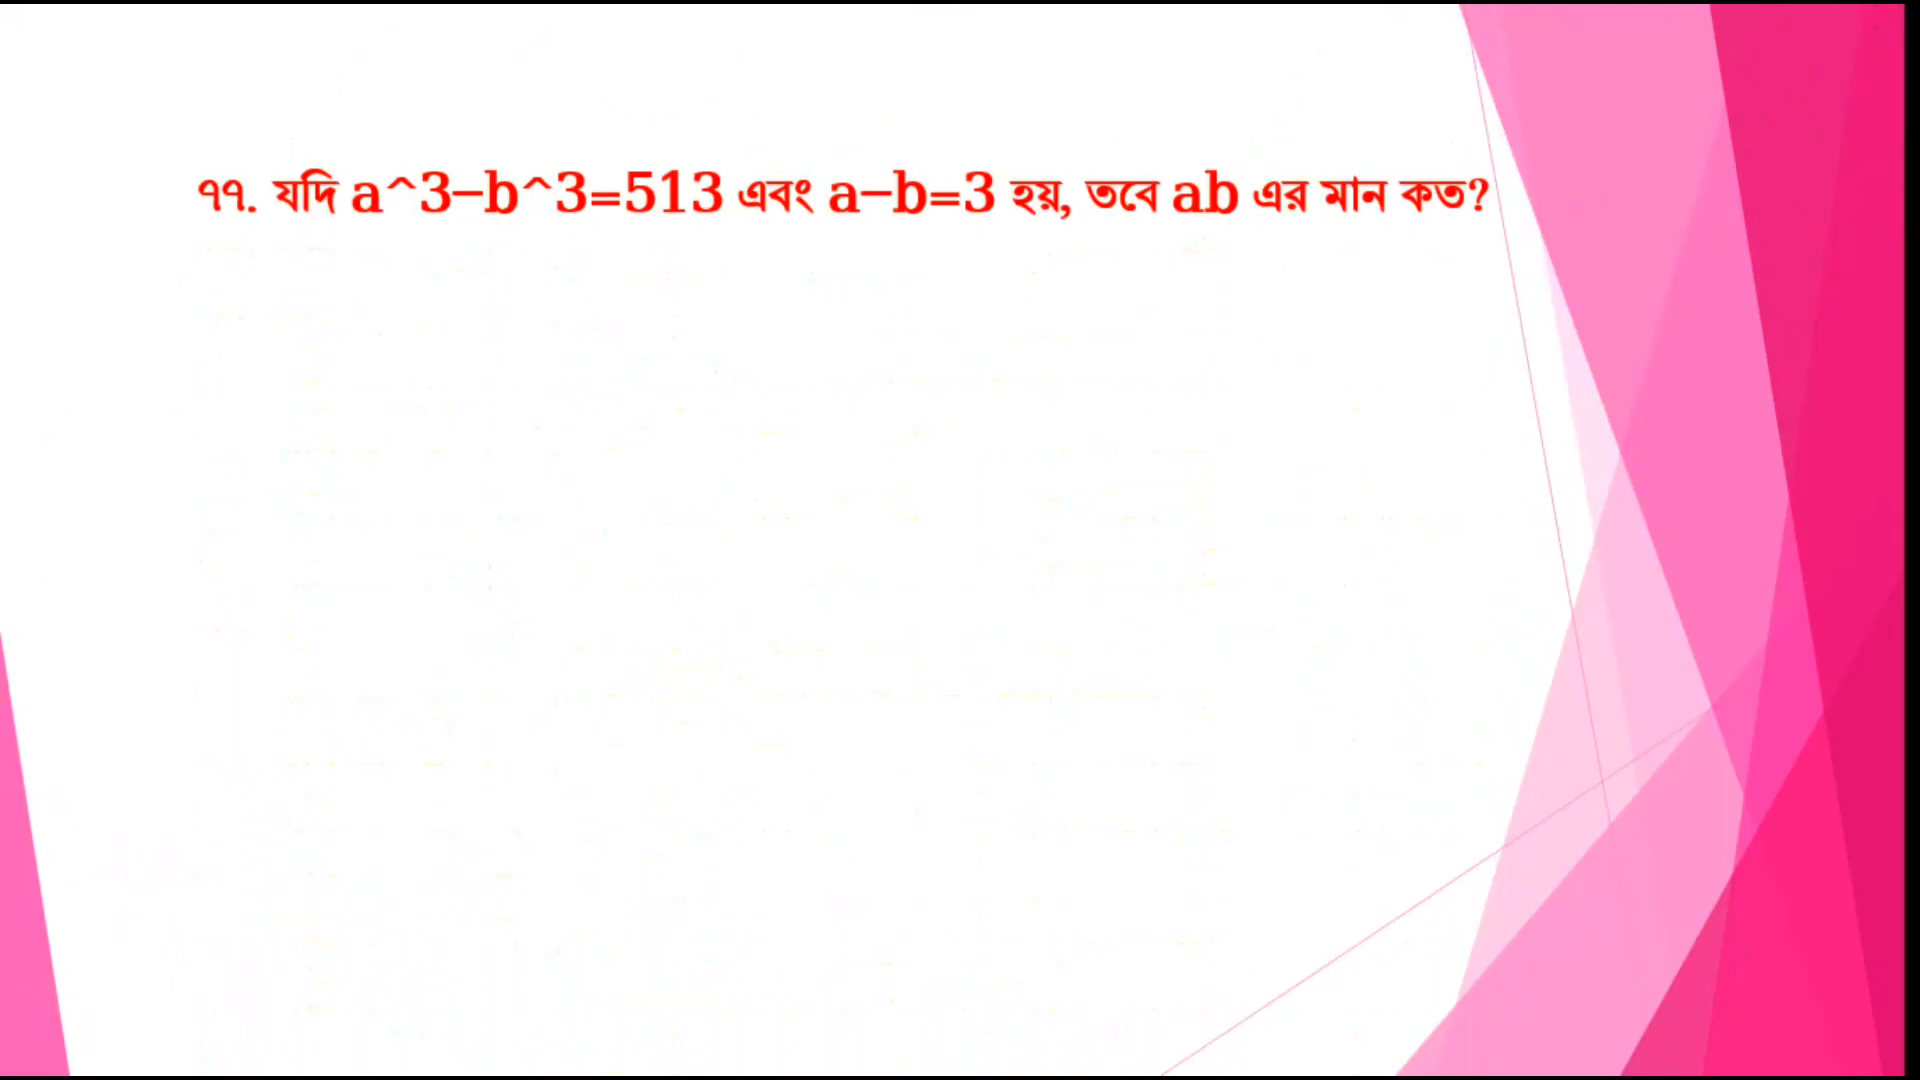 ৭৭. যদি a^3–b^3=513 এবং a–b=3 হয়, তবে ab এর মান কত?